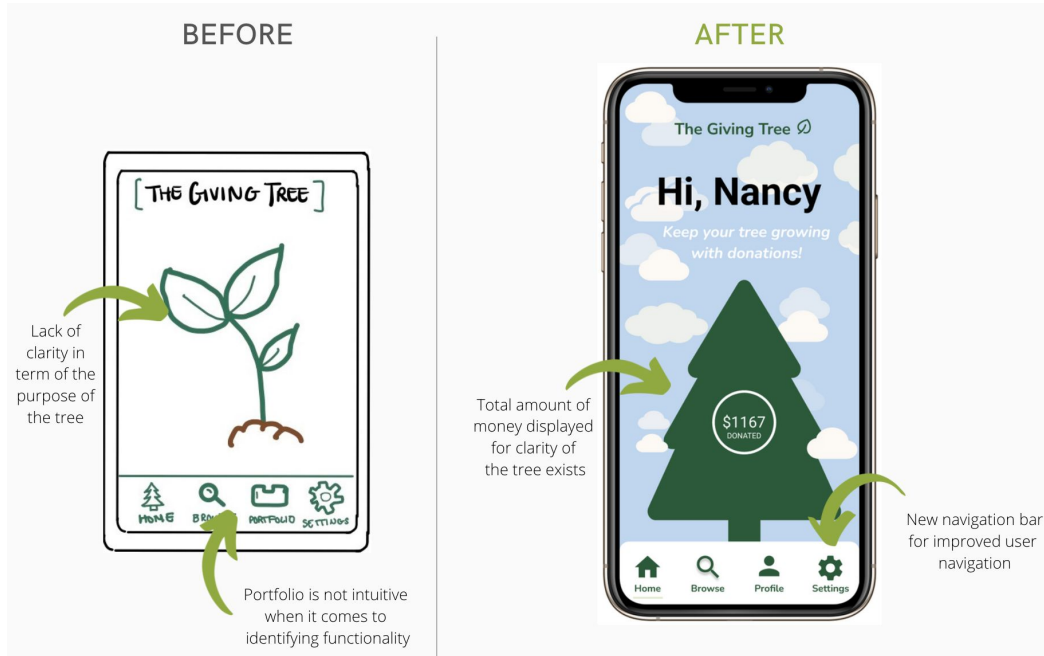 BEFORE
[THE GIVING TREE]
Lack of
clarity in
term of the
purpose of
the tree
HOME
PORTFOLIO
SETTINGS
Portfolio is not intuitive
when it comes to
identifying functionality
AFTER
The Giving Tree
Hi, Nancy
Keep your tree growing
with donations!
$1167
DONATED
Total amount of
money displayed
for clarity of
the tree exists
New navigation bar
for improved user
navigation
Home Browse Profile Settings